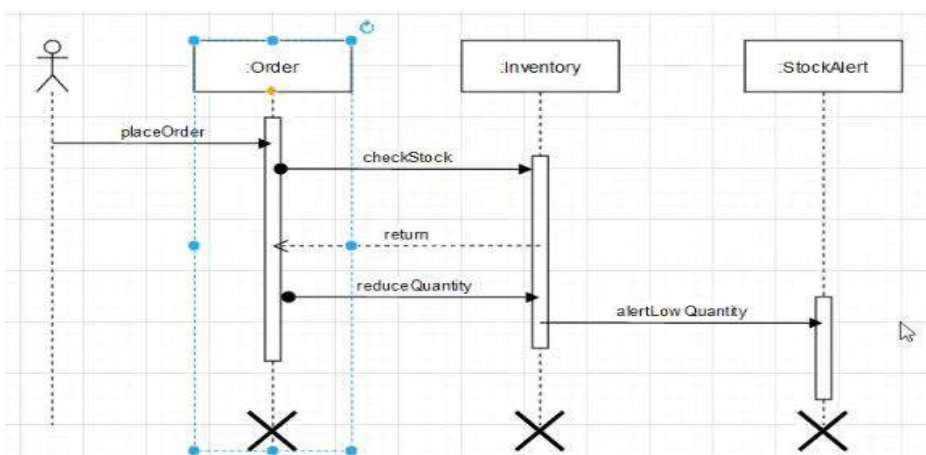 :Order
:Inventory
:StockAlert
placeOrder
checkStock
return
reduceQuantity
alertLow Quantity